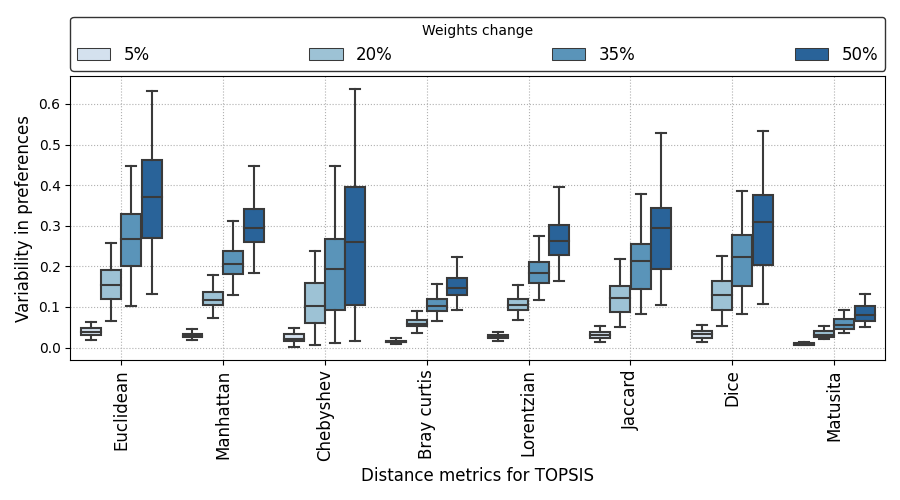 Weights change
5% 20% 35% 50%
Variability in preferences
0.6
0.5
0.4
0.3
0.2
0.1
0.0
Euclidean
Manhattan
Chebyshev
Bray curtis
Lorentzian
Jaccard
Dice
Matusita
Distance metrics for TOPSIS